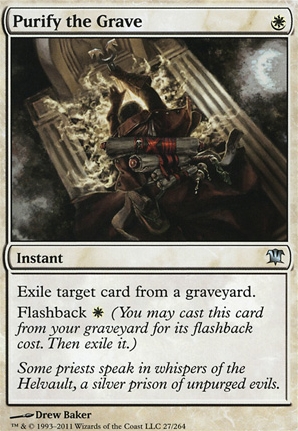 Purify the Grave
Instant
Exile target card from a graveyard.
Flashback (You may cast this
card from your graveyard for its flashback
cost. Then exile it.)
Some priests speak in whispers of the
Helvault, a silver prison of unpurged evils.
Drew Baker
™ & © 1993-2011 Wizards of the Coast LLC 27/264